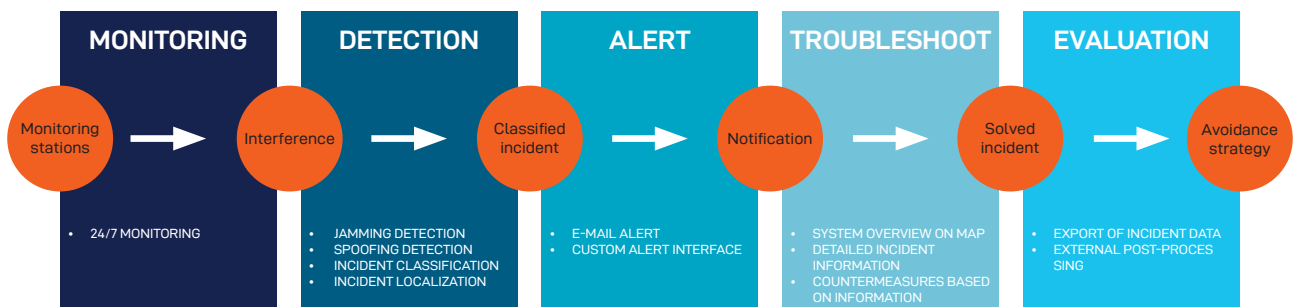 MONITORING
DETECTION
ALERT
TROUBLESHOOT
EVALUATION
Monitoring
stations
Interference
Classified
incident
Notification
Solved
incident
Avoidance
strategy
• 24/7 MONITORING
• JAMMING DETECTION
• SPOOFING DETECTION
• INCIDENT CLASSIFICATION
• INCIDENT LOCALIZATION
• E-MAIL ALERT
• CUSTOM ALERT INTERFACE
• SYSTEM OVERVIEW ON MAP
• DETAILED INCIDENT
INFORMATION
• COUNTERMEASURES BASED
ON INFORMATION
• EXPORT OF INCIDENT DATA
• EXTERNAL POST-PROCES
SING